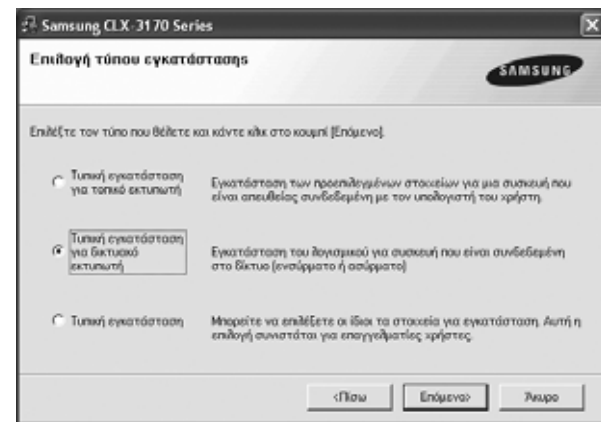 Samsung CLX-3170 Series
Επιλογή τύπου εγκατάστασης
SAMSUNG
Επιλέξτε τον τύπο που θέλετε και κάντε κλικ στο κουμπί [Επόμενο].
Τυπική εγκατάσταση
για τοπικό εκτυπωτή
Εγκατάσταση των προεπιλεγμένων στοιχείων για μια συσκευή που
είναι απευθείας συνδεδεμένη με τον υπολογιστή του χρήστη.
Τυπική εγκατάσταση
για δικτυακό
εκτυπωτή
Εγκατάσταση του λογισμικού για συσκευή που είναι συνδεδεμένη
στο δίκτυο (ενσύρματο ή ασύρματο)
Τυπική εγκατάσταση
Μπορείτε να επιλέξετε οι ίδιοι τα στοιχεία για εγκατάσταση. Αυτή η
επιλογή συνιστάται για επαγγελματίες χρήστες.
<Πίσω
Επόμενο>
Άκυρο